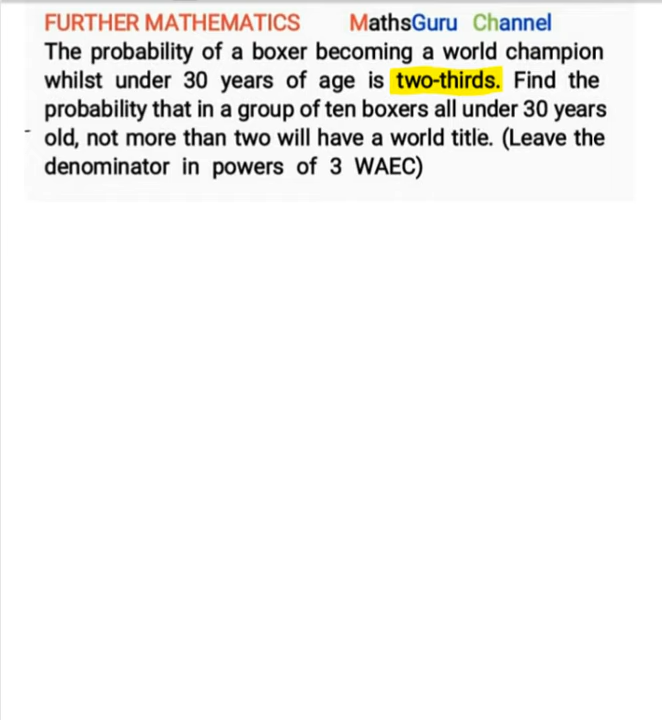 FURTHER MATHEMATICS MathsGuru Channel
The probability of a boxer becoming a world champion
whilst under 30 years of age is two-thirds. Find the
probability that in a group of ten boxers all under 30 years
old, not more than two will have a world title. (Leave the
denominator in powers of 3 WAEC)